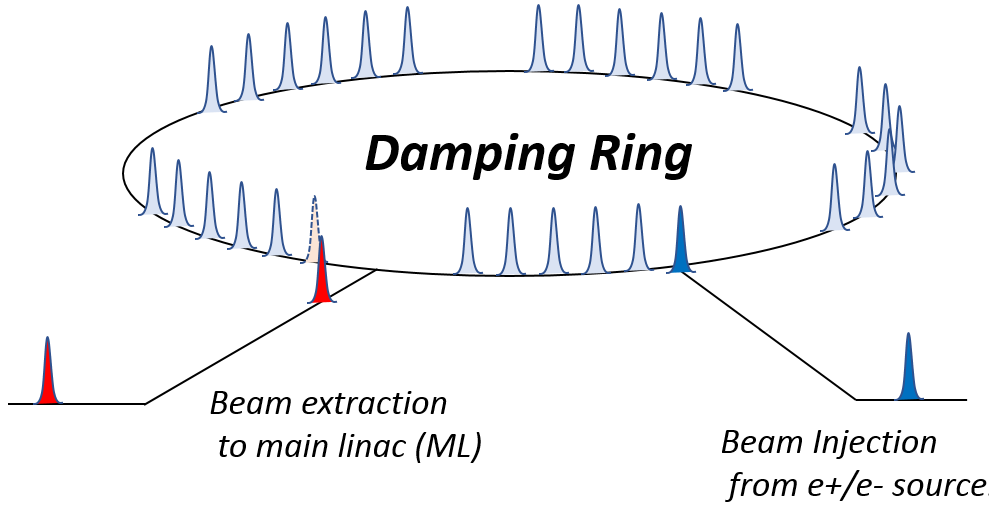 Damping Ring
Beam extraction
to main linac (ML)
Beam Injection
from e+/e- source